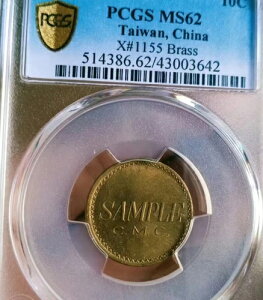 PCGS
PCGS MS62
10C
Taiwan, China
X#1155 Brass
514386.62/43003642
SAMPLE
C.M.C.